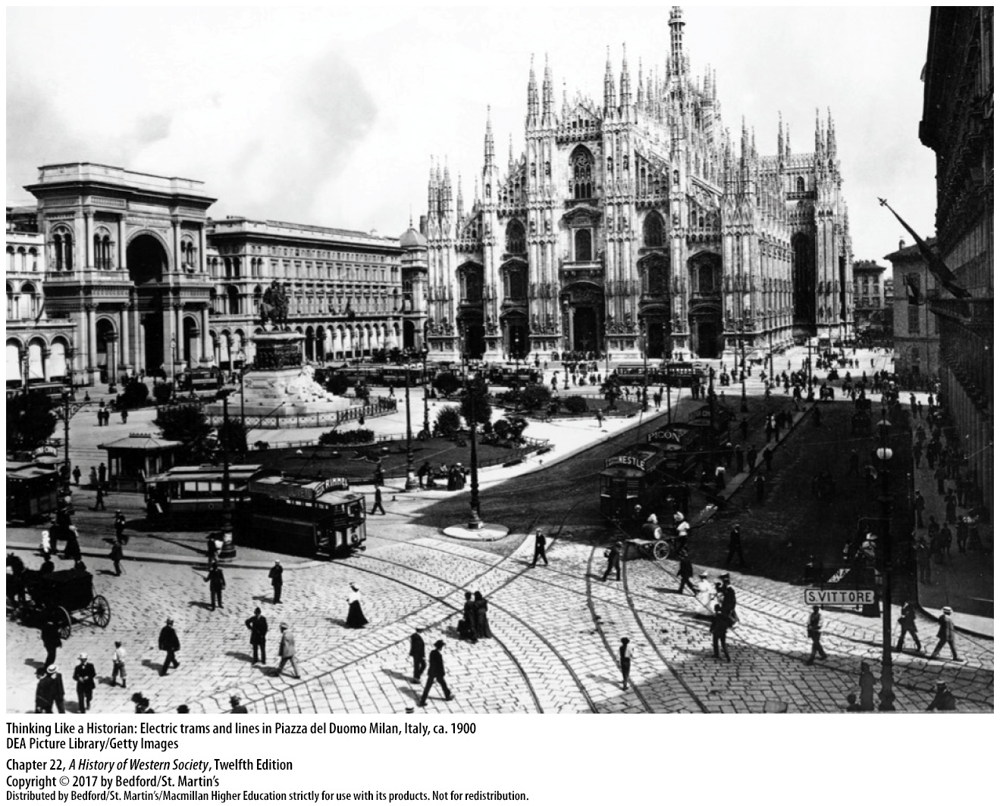 PICON
NESTLE
RIMMEL
S.VITTORE
Thinking Like a Historian: Electric trams and lines in Piazza del Duomo Milan, Italy, ca. 1900
DEA Picture Library/Getty Images
Chapter 22, A History of Western Society, Twelfth Edition
Copyright © 2017 by Bedford/St. Martin's
Distributed by Bedford/St. Martin's/Macmillan Higher Education strictly for use with its products. Not for redistribution.